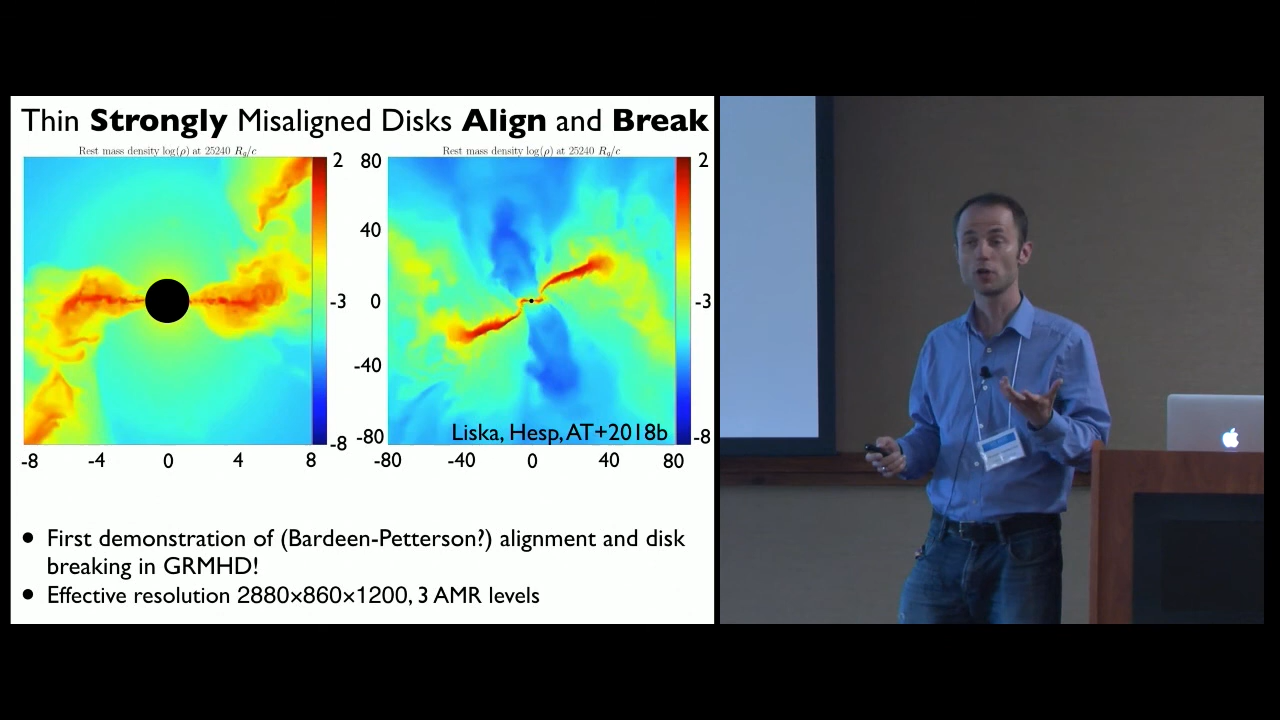 Thin Strongly Misaligned Disks Align and Break
Rest mass density log(ρ) at 25240 R_g/c
Rest mass density log(ρ) at 25240 R_g/c
2
-3
-8
80
40
0
-40
-80
2
-3
-8
Liska, Hesp, AT+2018b
-8 -4 0 4 8
-80 -40 0 40 80
• First demonstration of (Bardeen-Petterson?) alignment and disk
breaking in GRMHD!
• Effective resolution 2880×860×1200, 3 AMR levels